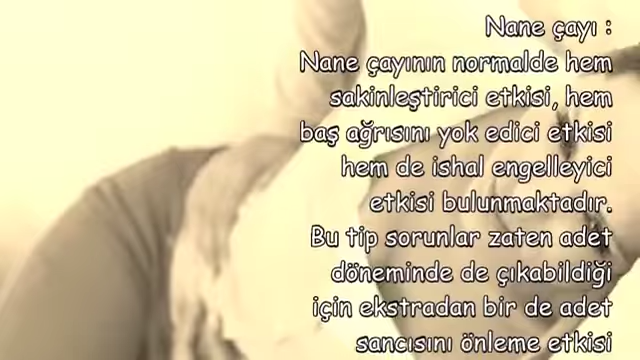 Nane çayı :
Nane çayının normalde hem
sakinleştirici etkisi, hem
baş ağrısını yok edici etkisi
hem de ishal engelleyici
etkisi bulunmaktadır.
Bu tip sorunlar zaten adet
döneminde de çıkabildiği
için ekstradan bir de adet
sancısını önleme etkisi